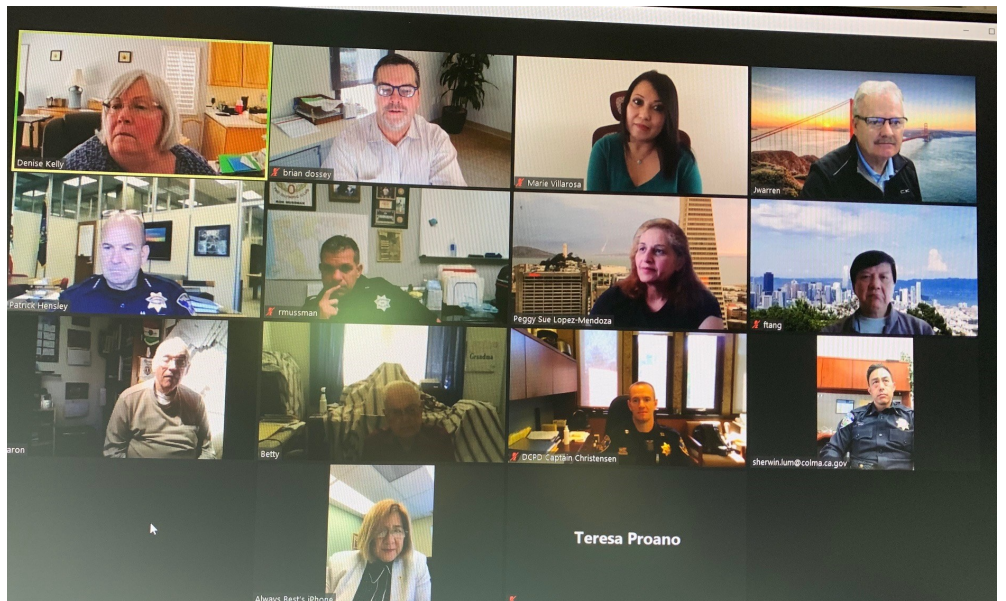 Denise Kelly
brian dossey
Marie Villarosa
Jwarren
Patrick Hensley
rmussman
Peggy Sue Lopez-Mendoza
ftang
aron
Betty
Grandma
DCPD Captain Christensen
sherwin.lum@colma.ca.gov
Always Best's iPhone
Teresa Proano